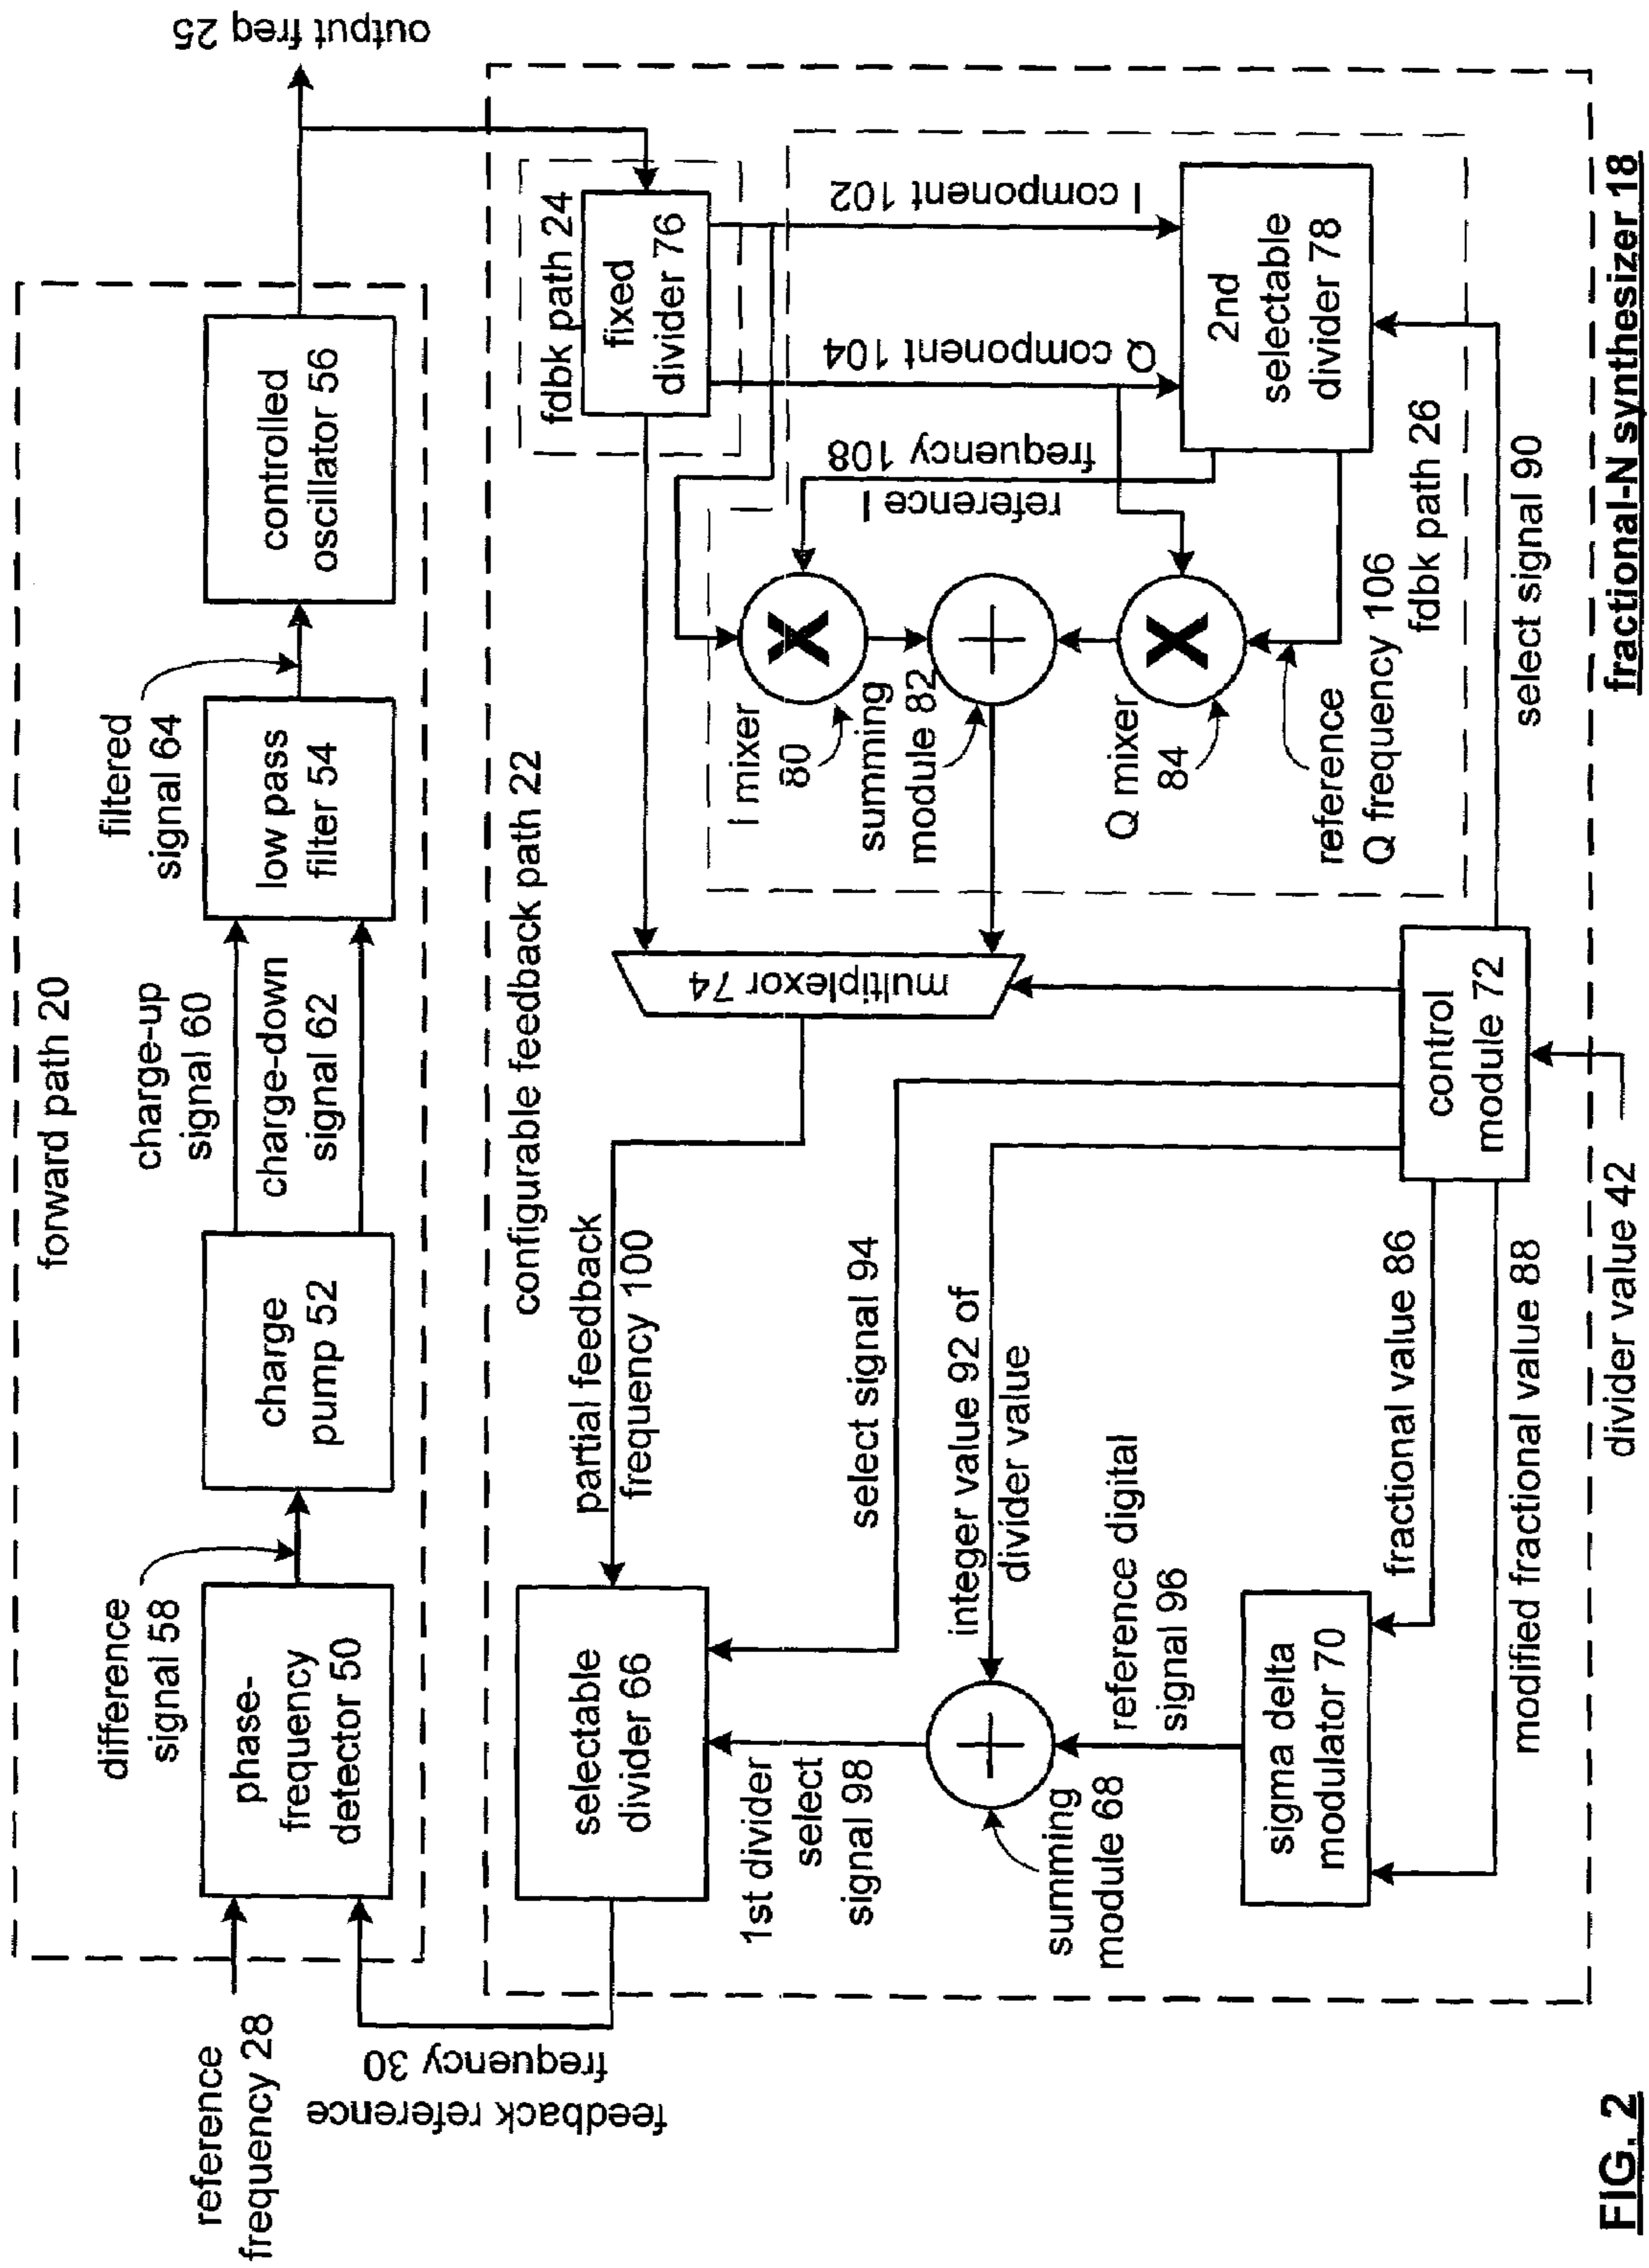 forward path 20
reference
frequency 28
phase-
frequency
detector 50
difference
signal 58
charge
pump 52
charge-up
signal 60
charge-down
signal 62
low pass
filter 54
filtered
signal 64
controlled
oscillator 56
output freq 25
feedback reference
frequency 30
configurable feedback path 22
selectable
divider 66
partial feedback
frequency 100
multiplexor 74
fdbk path 24
fixed
divider 76
I component 102
Q component 104
reference I
frequency 108
2nd
selectable
divider 78
I mixer
80
summing
module 82
Q mixer
84
reference
Q frequency 106
fdbk path 26
1st divider
select
signal 98
select signal 94
integer value 92 of
divider value
summing
module 68
reference digital
signal 96
sigma delta
modulator 70
fractional value 86
modified fractional value 88
control
module 72
select signal 90
divider value 42
fractional-N synthesizer 18
FIG. 2